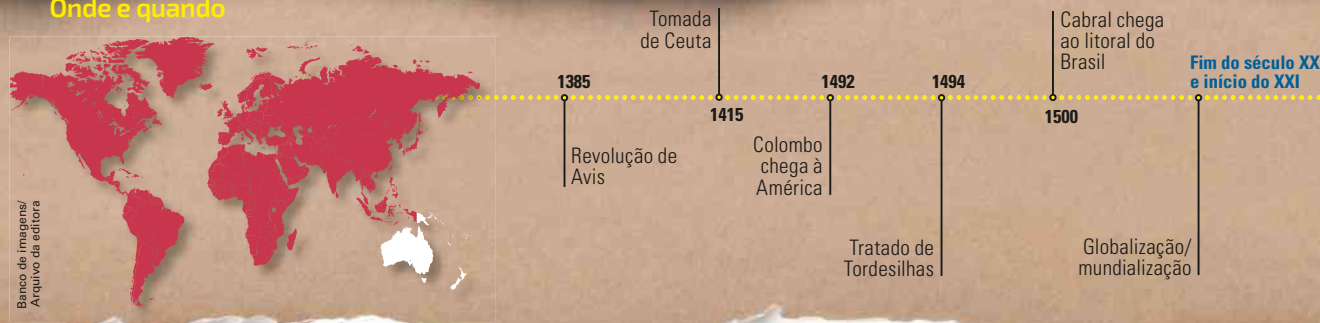 Onde e quando
Banco de imagens/
Arquivo da editora
1385
Revolução de
Avis
Tomada
de Ceuta
1415
1492
Colombo
chega à
América
1494
Tratado de
Tordesilhas
Cabral chega
ao litoral do
Brasil
1500
Fim do século XX
e início do XXI
Globalização/
mundialização